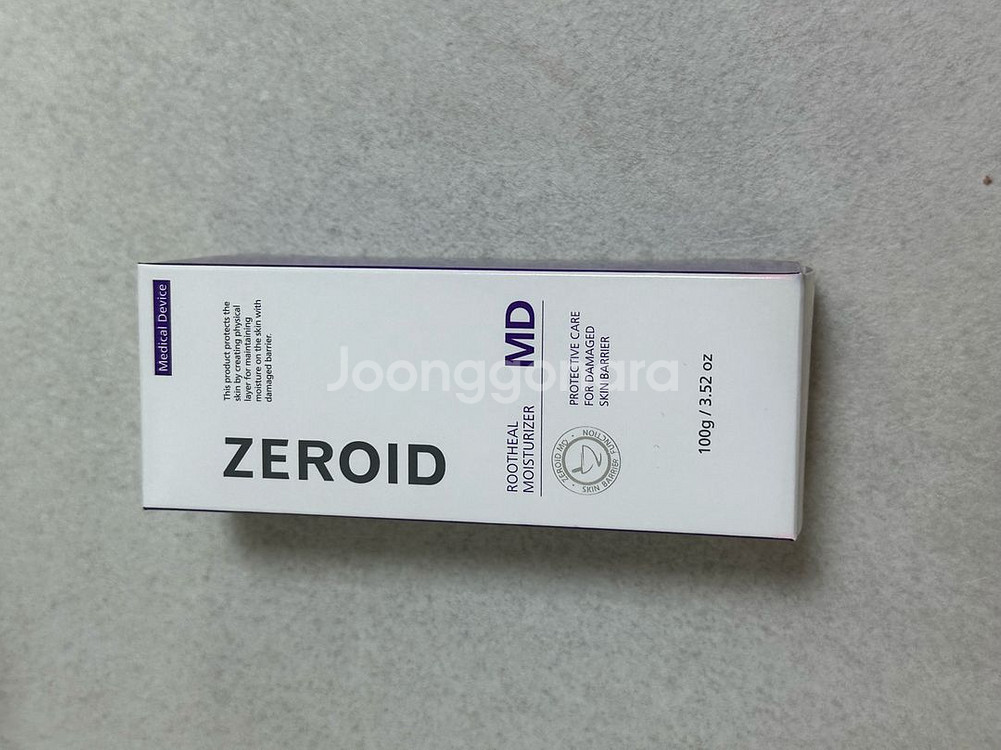 Medical Device
This product protects the
skin by creating physical
layer for maintaining
moisture on the skin with
damaged barrier.
ZEROID
ROOTHEAL
MOISTURIZER
MD
PROTECTIVE CARE
FOR DAMAGED
SKIN BARRIER
ZEROID MD
SKIN BARRIER FUNCTION
100g / 3.52 oz
Joonggonara